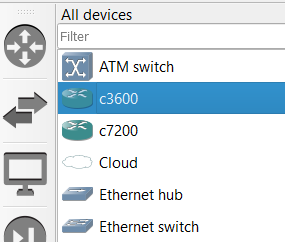 All devices
Filter
ATM switch
c3600
c7200
Cloud
Ethernet hub
Ethernet switch